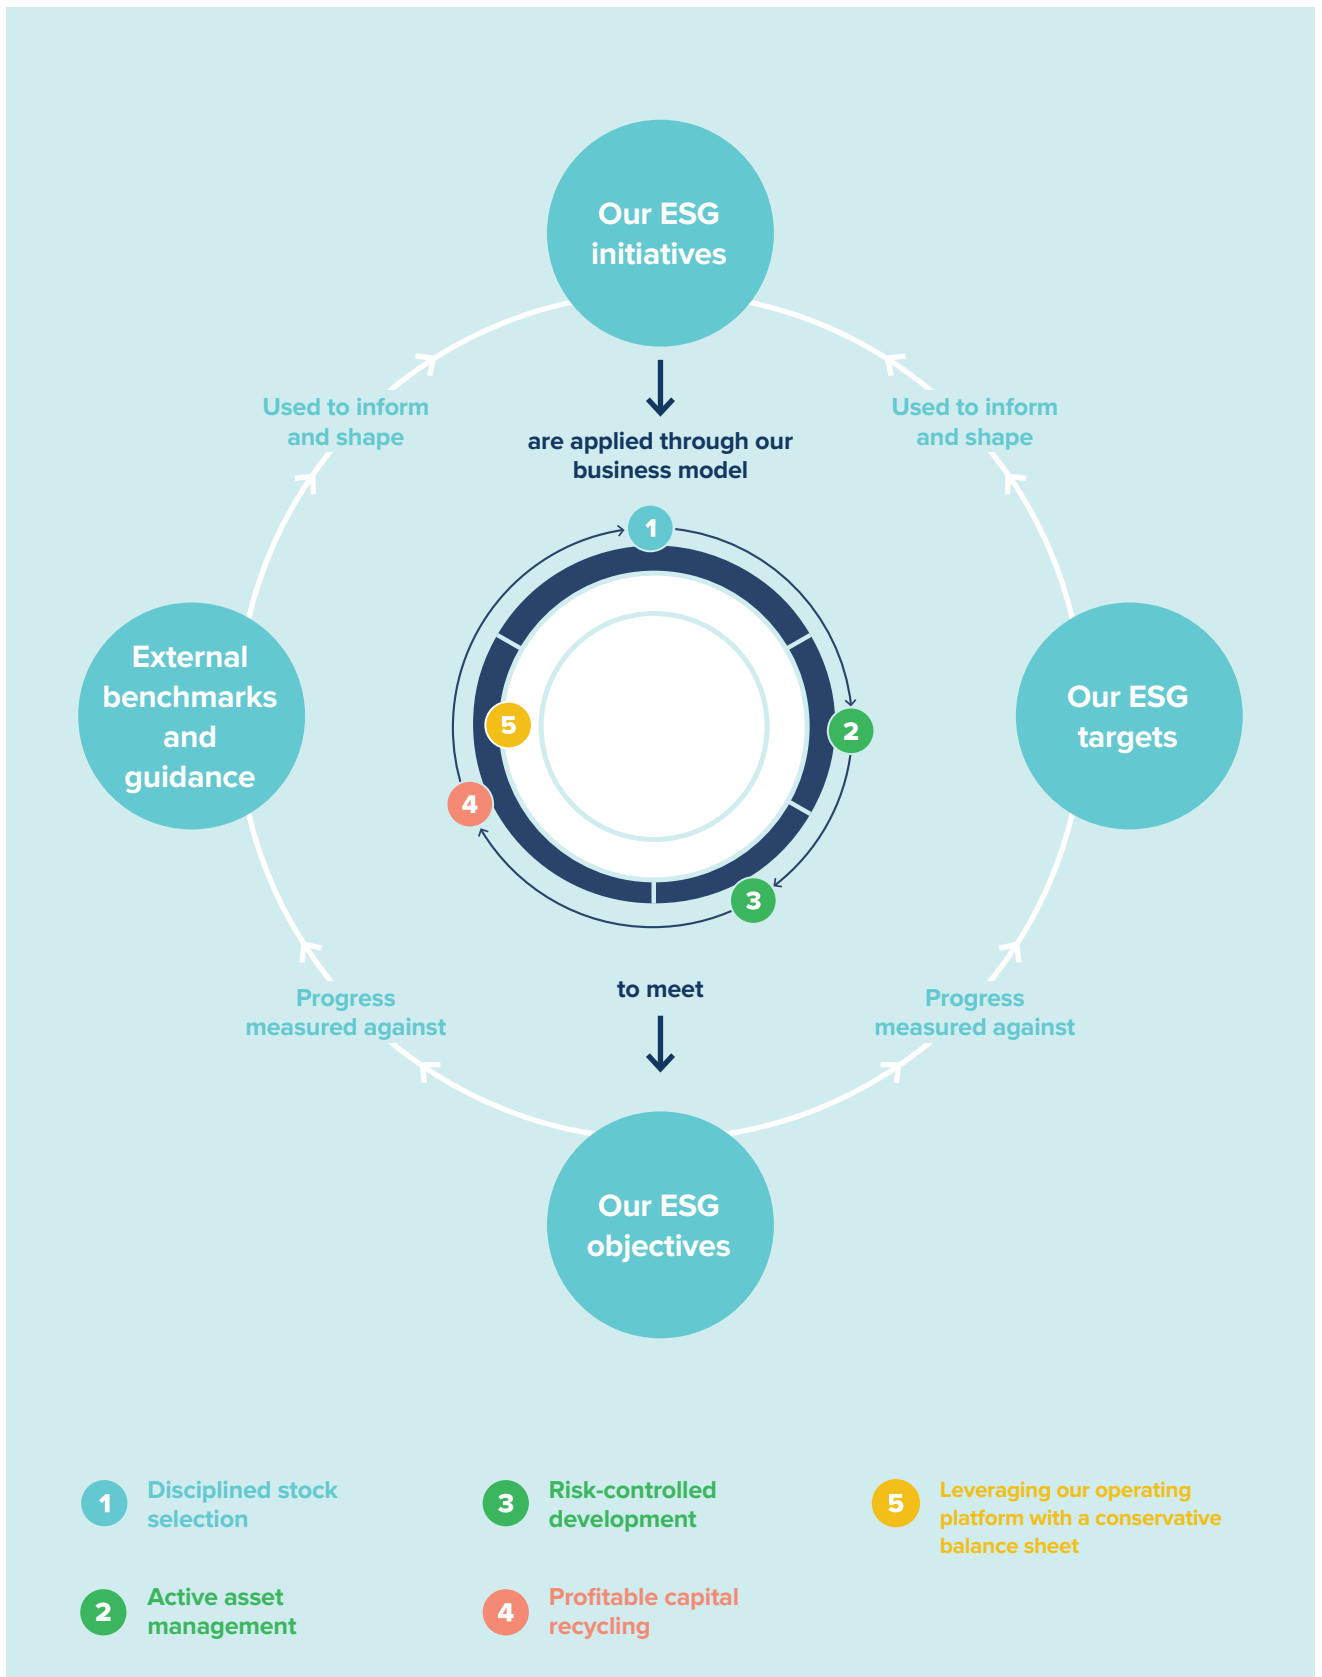 Our ESG
initiatives
Used to inform
and shape
Used to inform
and shape
are applied through our
business model
1
External
benchmarks
and
guidance
Our ESG
targets
5
2
4
3
to meet
Progress
measured against
Progress
measured against
Our ESG
objectives
1
Disciplined stock
selection
2
Active asset
management
3
Risk-controlled
development
4
Profitable capital
recycling
5
Leveraging our operating
platform with a conservative
balance sheet